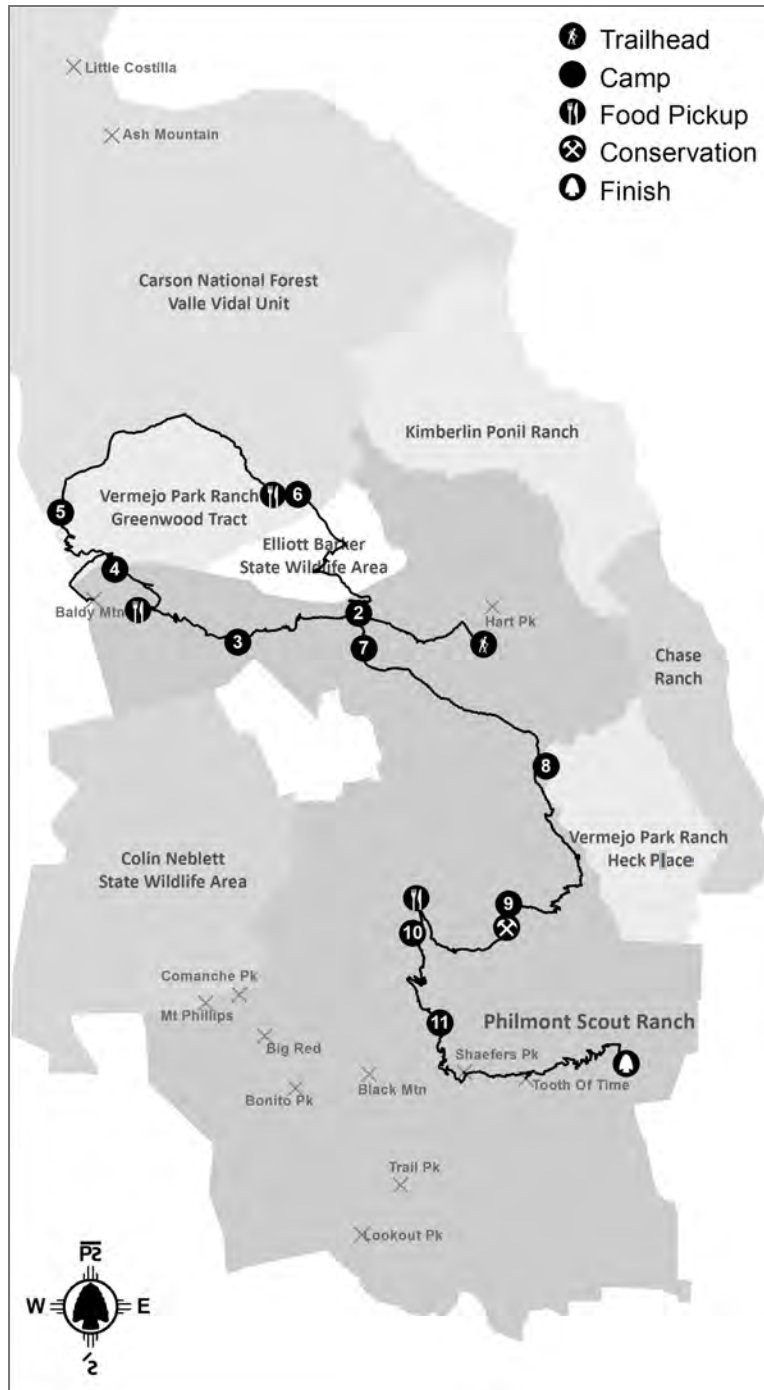 Little Costilla
Ash Mountain
Trailhead
Camp
Food Pickup
Conservation
Finish
Carson National Forest
Valle Vidal Unit
Kimberlin Ponil Ranch
Vermejo Park Ranch
Greenwood Tract
6
5
Elliott Barker
State Wildlife Area
4
Baldy Mtn
2
Hart Pk
3
7
Chase
Ranch
8
Vermejo Park Ranch
Heck Place
Colin Neblett
State Wildlife Area
9
10
Comanche Pk
Mt Phillips
11
Philmont Scout Ranch
Big Red
Shaefers Pk
Black Mtn
Tooth Of Time
Bonito Pk
Trail Pk
Lookout Pk
W
E